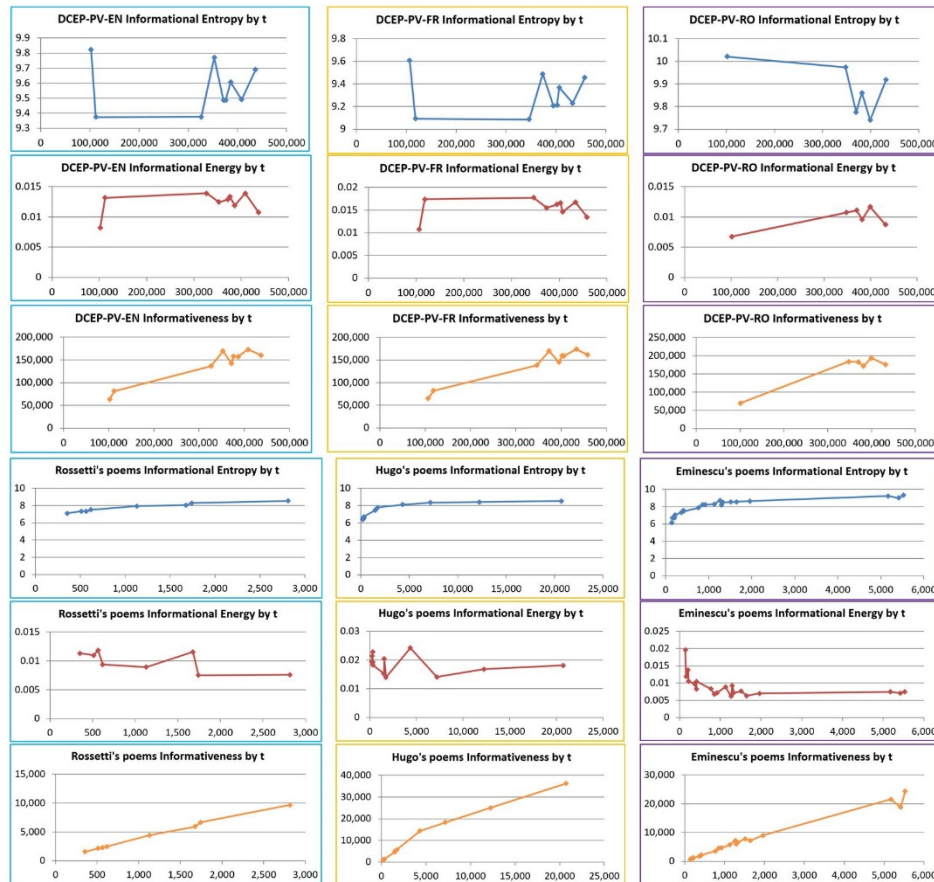 DCEP-PV-EN Informational Entropy by t
9.9
9.8
9.7
9.6
9.5
9.4
9.3
0 100,000 200,000 300,000 400,000 500,000
DCEP-PV-FR Informational Entropy by t
9.8
9.6
9.4
9.2
9
0 100,000 200,000 300,000 400,000 500,000
DCEP-PV-RO Informational Entropy by t
10.1
10
9.9
9.8
9.7
0 100,000 200,000 300,000 400,000 500,000
DCEP-PV-EN Informational Energy by t
0.015
0.01
0.005
0
0 100,000 200,000 300,000 400,000 500,000
DCEP-PV-FR Informational Energy by t
0.02
0.015
0.01
0.005
0
0 100,000 200,000 300,000 400,000 500,000
DCEP-PV-RO Informational Energy by t
0.015
0.01
0.005
0
0 100,000 200,000 300,000 400,000 500,000
DCEP-PV-EN Informativeness by t
200,000
150,000
100,000
50,000
0
0 100,000 200,000 300,000 400,000 500,000
DCEP-PV-FR Informativeness by t
200,000
150,000
100,000
50,000
0
0 100,000 200,000 300,000 400,000 500,000
DCEP-PV-RO Informativeness by t
250,000
200,000
150,000
100,000
50,000
0
0 100,000 200,000 300,000 400,000 500,000
Rossetti's poems Informational Entropy by t
10
8
6
4
2
0
0 500 1,000 1,500 2,000 2,500 3,000
Hugo's poems Informational Entropy by t
10
8
6
4
2
0
0 5,000 10,000 15,000 20,000 25,000
Eminescu's poems Informational Entropy by t
10
8
6
4
2
0
0 1,000 2,000 3,000 4,000 5,000 6,000
Rossetti's poems Informational Energy by t
0.015
0.01
0.005
0
0 500 1,000 1,500 2,000 2,500 3,000
Hugo's poems Informational Energy by t
0.03
0.02
0.01
0
0 5,000 10,000 15,000 20,000 25,000
Eminescu's poems Informational Energy by t
0.025
0.02
0.015
0.01
0.005
0
0 1,000 2,000 3,000 4,000 5,000 6,000
Rossetti's poems Informativeness by t
15,000
10,000
5,000
0
0 500 1,000 1,500 2,000 2,500 3,000
Hugo's poems Informativeness by t
40,000
30,000
20,000
10,000
0
0 5,000 10,000 15,000 20,000 25,000
Eminescu's poems Informativeness by t
30,000
20,000
10,000
0
0 1,000 2,000 3,000 4,000 5,000 6,000